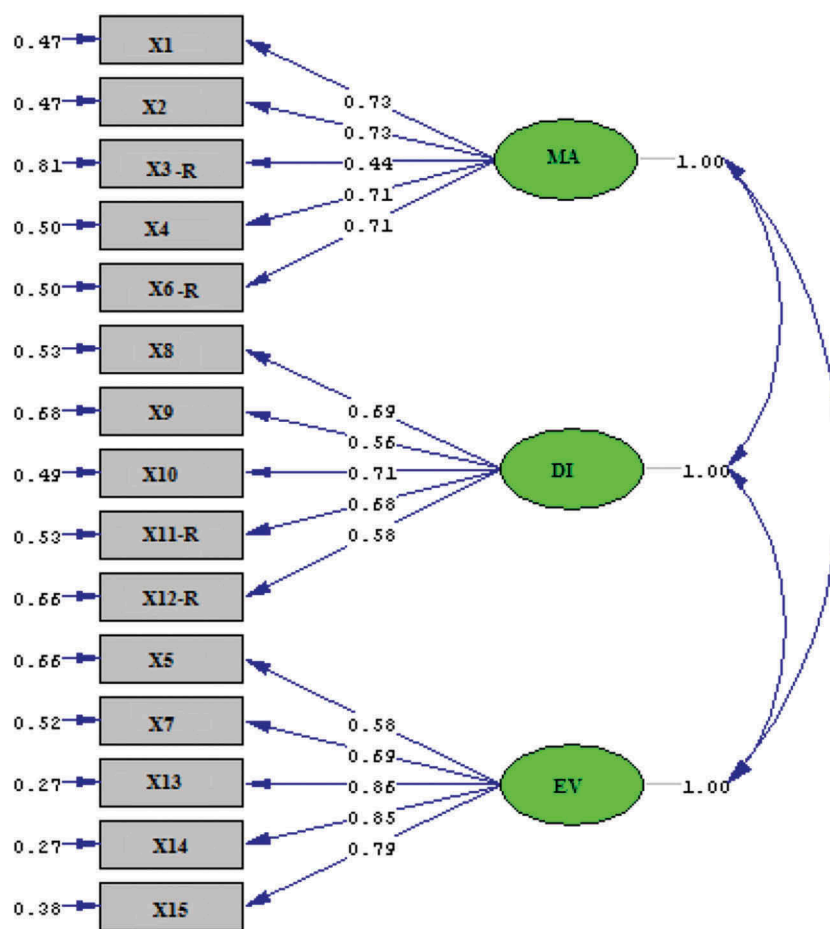 0.47 X1
0.73
0.47 X2
0.73
0.81 X3-R
0.44
MA 1.00
0.50 X4
0.71
0.50 X6-R
0.71
0.53 X8
0.69
0.68 X9
0.56
0.49 X10
0.71
DI 1.00
0.53 X11-R
0.68
0.66 X12-R
0.58
0.66 X5
0.58
0.52 X7
0.69
0.27 X13
0.86
EV 1.00
0.27 X14
0.85
0.38 X15
0.79